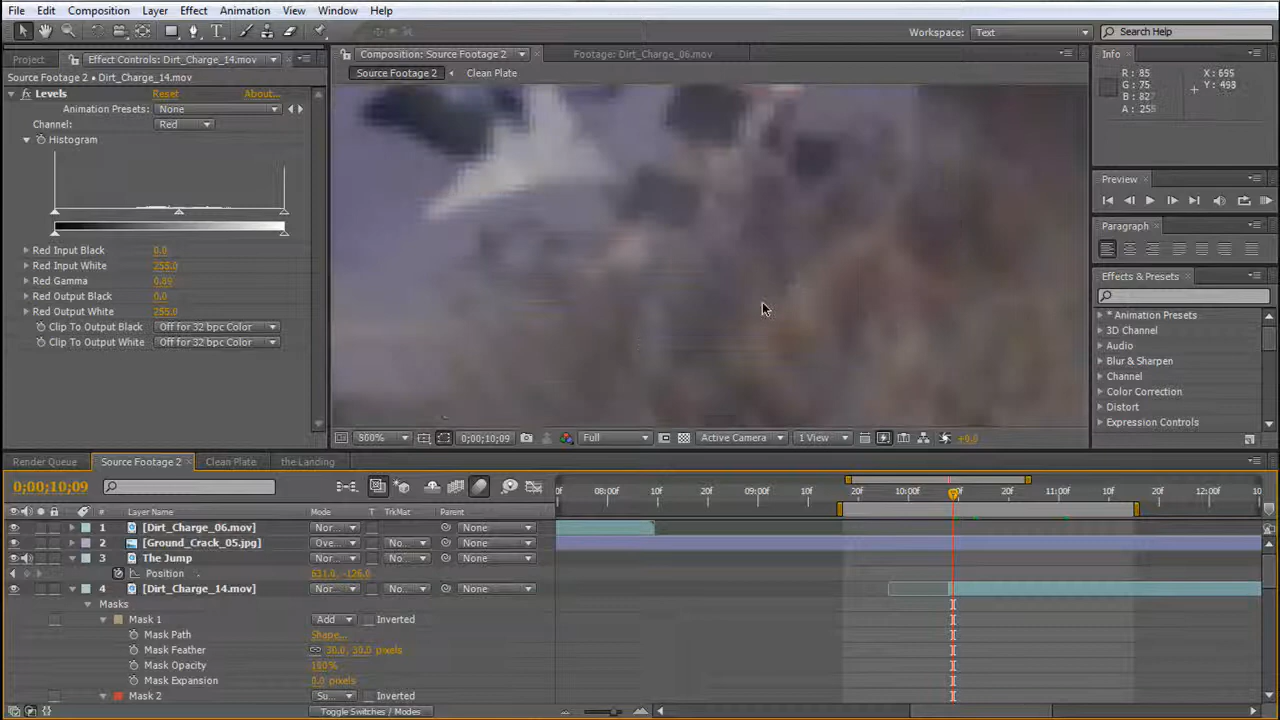 File Edit Composition Layer Effect Animation View Window Help
Workspace: Text Search Help
Project Effect Controls: Dirt_Charge_14.mov
Composition: Source Footage 2 Footage: Dirt_Charge_06.mov
Info
Source Footage 2 • Dirt_Charge_14.mov
Source Footage 2 Clean Plate
fx Levels Reset About...
Animation Presets: None
Channel: Red
Histogram
Red Input Black 0.0
Red Input White 255.0
Red Gamma 0.89
Red Output Black 0.0
Red Output White 255.0
Clip To Output Black Off for 32 bpc Color
Clip To Output White Off for 32 bpc Color
R: 85 X: 695
G: 75 Y: 493
B: 82
A: 255
Preview
Paragraph
Effects & Presets
* Animation Presets
3D Channel
Audio
Blur & Sharpen
Channel
Color Correction
Distort
Expression Controls
800% 0;00;10;09 Full Active Camera 1 View +0.0
Render Queue Source Footage 2 Clean Plate the Landing
0;00;10;09
0f 08:00f 10f 20f 09:00f 10f 20f 10:00f 20f 11:00f 10f 20f 12:00f 10f
# Layer Name Mode T TrkMat Parent
1 [Dirt_Charge_06.mov] Nor... None
2 [Ground_Crack_05.jpg] Ove... No... None
3 The Jump Nor... No... None
Position 631.0, -126.0
4 [Dirt_Charge_14.mov] Nor... No... None
Masks
Mask 1 Add Inverted
Mask Path Shape...
Mask Feather 30.0, 30.0 pixels
Mask Opacity 100%
Mask Expansion 0.0 pixels
Mask 2 Su... Inverted
Toggle Switches / Modes